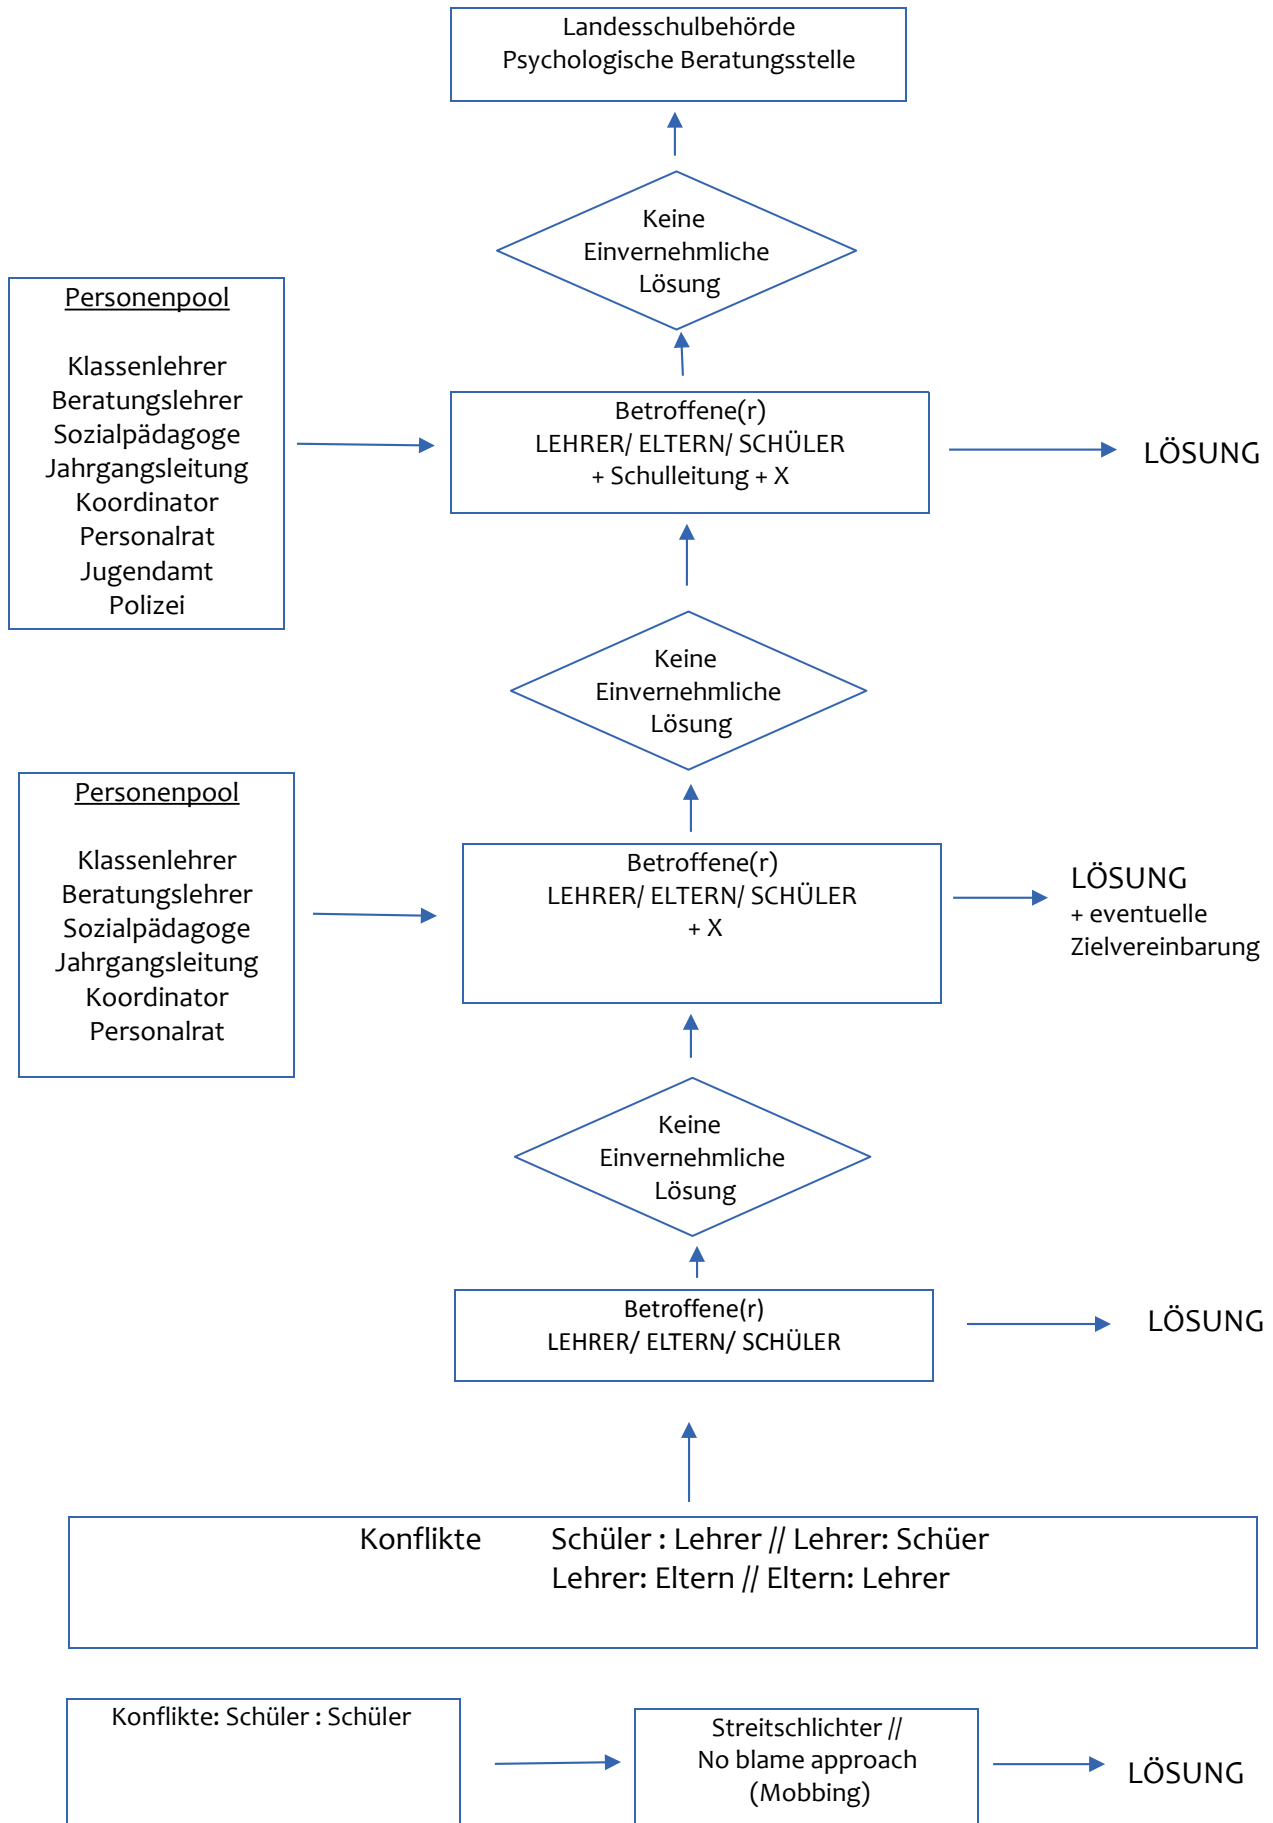 Landesschulbehörde
Psychologische Beratungsstelle
Keine
Einvernehmliche
Lösung
Personenpool
Klassenlehrer
Beratungslehrer
Sozialpädagoge
Jahrgangsleitung
Koordinator
Personalrat
Jugendamt
Polizei
Betroffene(r)
LEHRER/ ELTERN/ SCHÜLER
+ Schulleitung + X
LÖSUNG
Keine
Einvernehmliche
Lösung
Personenpool
Klassenlehrer
Beratungslehrer
Sozialpädagoge
Jahrgangsleitung
Koordinator
Personalrat
Betroffene(r)
LEHRER/ ELTERN/ SCHÜLER
+ X
LÖSUNG
+ eventuelle
Zielvereinbarung
Keine
Einvernehmliche
Lösung
Betroffene(r)
LEHRER/ ELTERN/ SCHÜLER
LÖSUNG
Konflikte Schüler : Lehrer // Lehrer: Schüer
Lehrer: Eltern // Eltern: Lehrer
Konflikte: Schüler : Schüler
Streitschlichter //
No blame approach
(Mobbing)
LÖSUNG